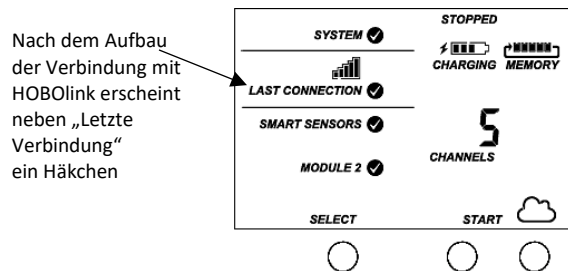 Nach dem Aufbau
der Verbindung mit
HOBOlink erscheint
neben „Letzte
Verbindung“
ein Häkchen
STOPPED
SYSTEM
CHARGING MEMORY
LAST CONNECTION
SMART SENSORS
5
CHANNELS
MODULE 2
SELECT START